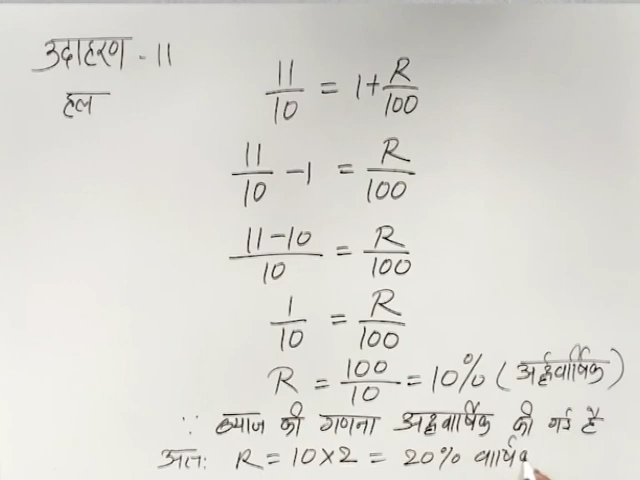 उदाहरण - 11
हल
11/10 = 1 + R/100
11/10 - 1 = R/100
11 - 10/10 = R/100
1/10 = R/100
R = 100/10 = 10% (अर्द्धवार्षिक)
∵ ब्याज की गणना अर्द्धवार्षिक की गई है
अतः R = 10 × 2 = 20% वार्षि